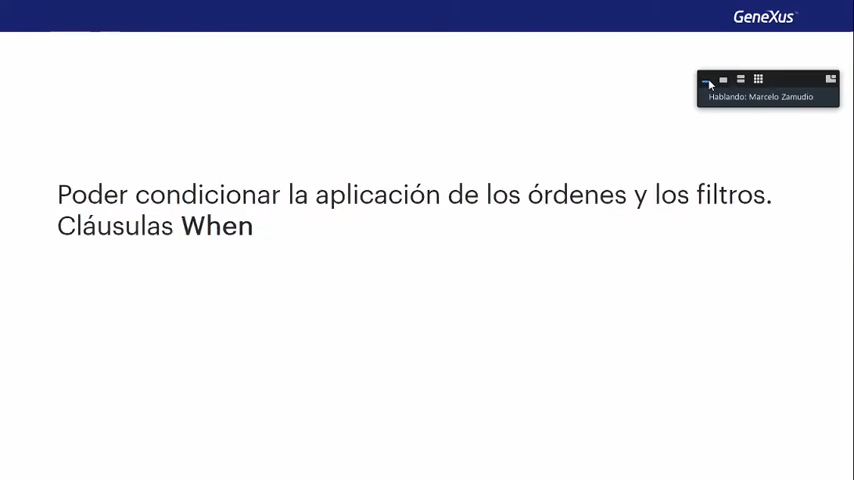 GeneXus
Hablando: Marcelo Zamudio
Poder condicionar la aplicación de los órdenes y los filtros.
Cláusulas When